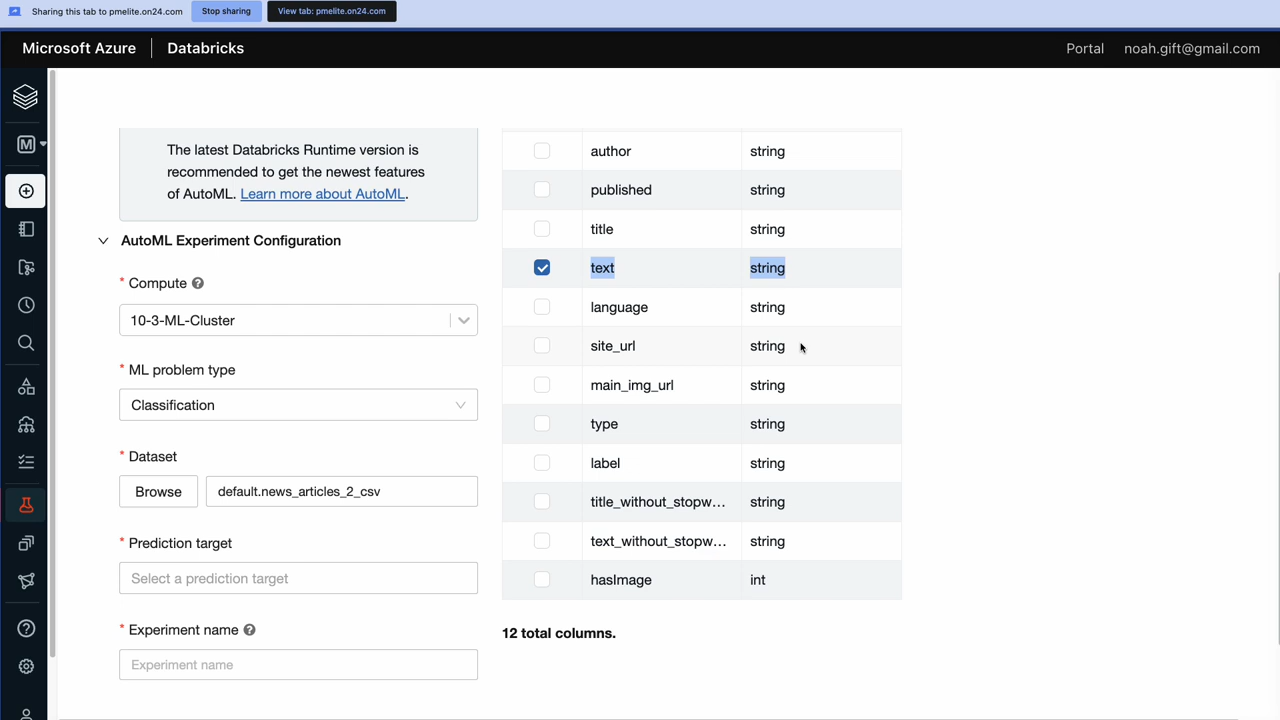 Sharing this tab to pmelite.on24.com
Stop sharing
View tab: pmelite.on24.com
Microsoft Azure
Databricks
Portal
noah.gift@gmail.com
M
The latest Databricks Runtime version is
recommended to get the newest features
of AutoML. Learn more about AutoML.
AutoML Experiment Configuration
* Compute ?
10-3-ML-Cluster
* ML problem type
Classification
* Dataset
Browse
default.news_articles_2_csv
* Prediction target
Select a prediction target
* Experiment name ?
Experiment name
author string
published string
title string
text string
language string
site_url string
main_img_url string
type string
label string
title_without_stopw... string
text_without_stopw... string
hasImage int
12 total columns.